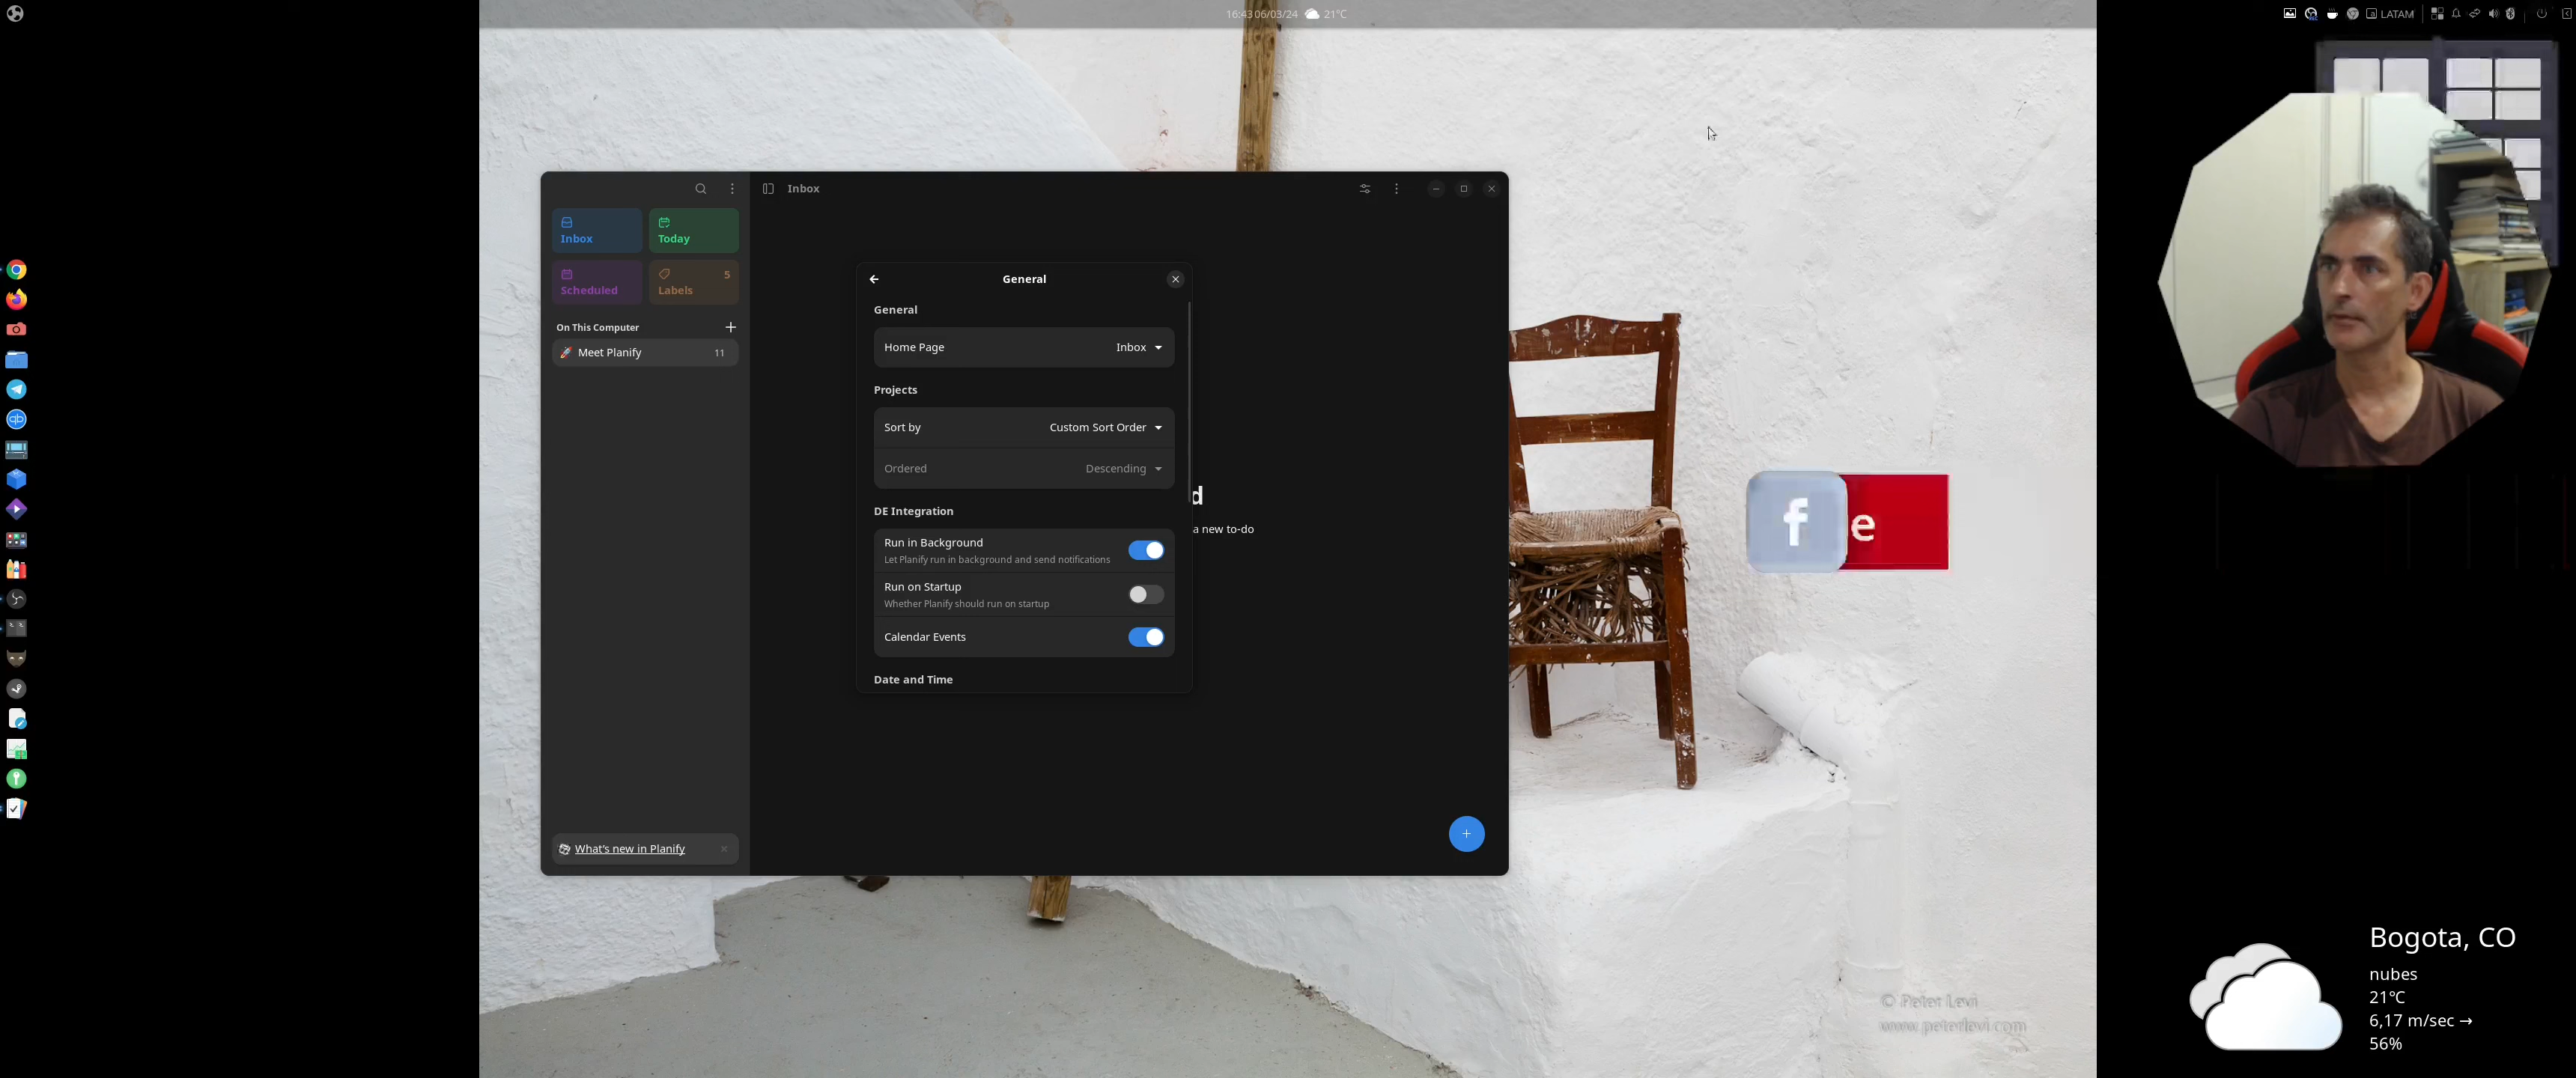 16:43 06/03/24 21°C
LATAM
Inbox
Inbox
Today
Scheduled
Labels
5
On This Computer
Meet Planify
11
What's new in Planify
General
General
Home Page
Inbox
Projects
Sort by
Custom Sort Order
Ordered
Descending
DE Integration
Run in Background
Let Planify run in background and send notifications
Run on Startup
Whether Planify should run on startup
Calendar Events
Date and Time
d
a new to-do
f
e
© Peter Levi
www.peterlevi.com
Bogota, CO
nubes
21°C
6,17 m/sec →
56%